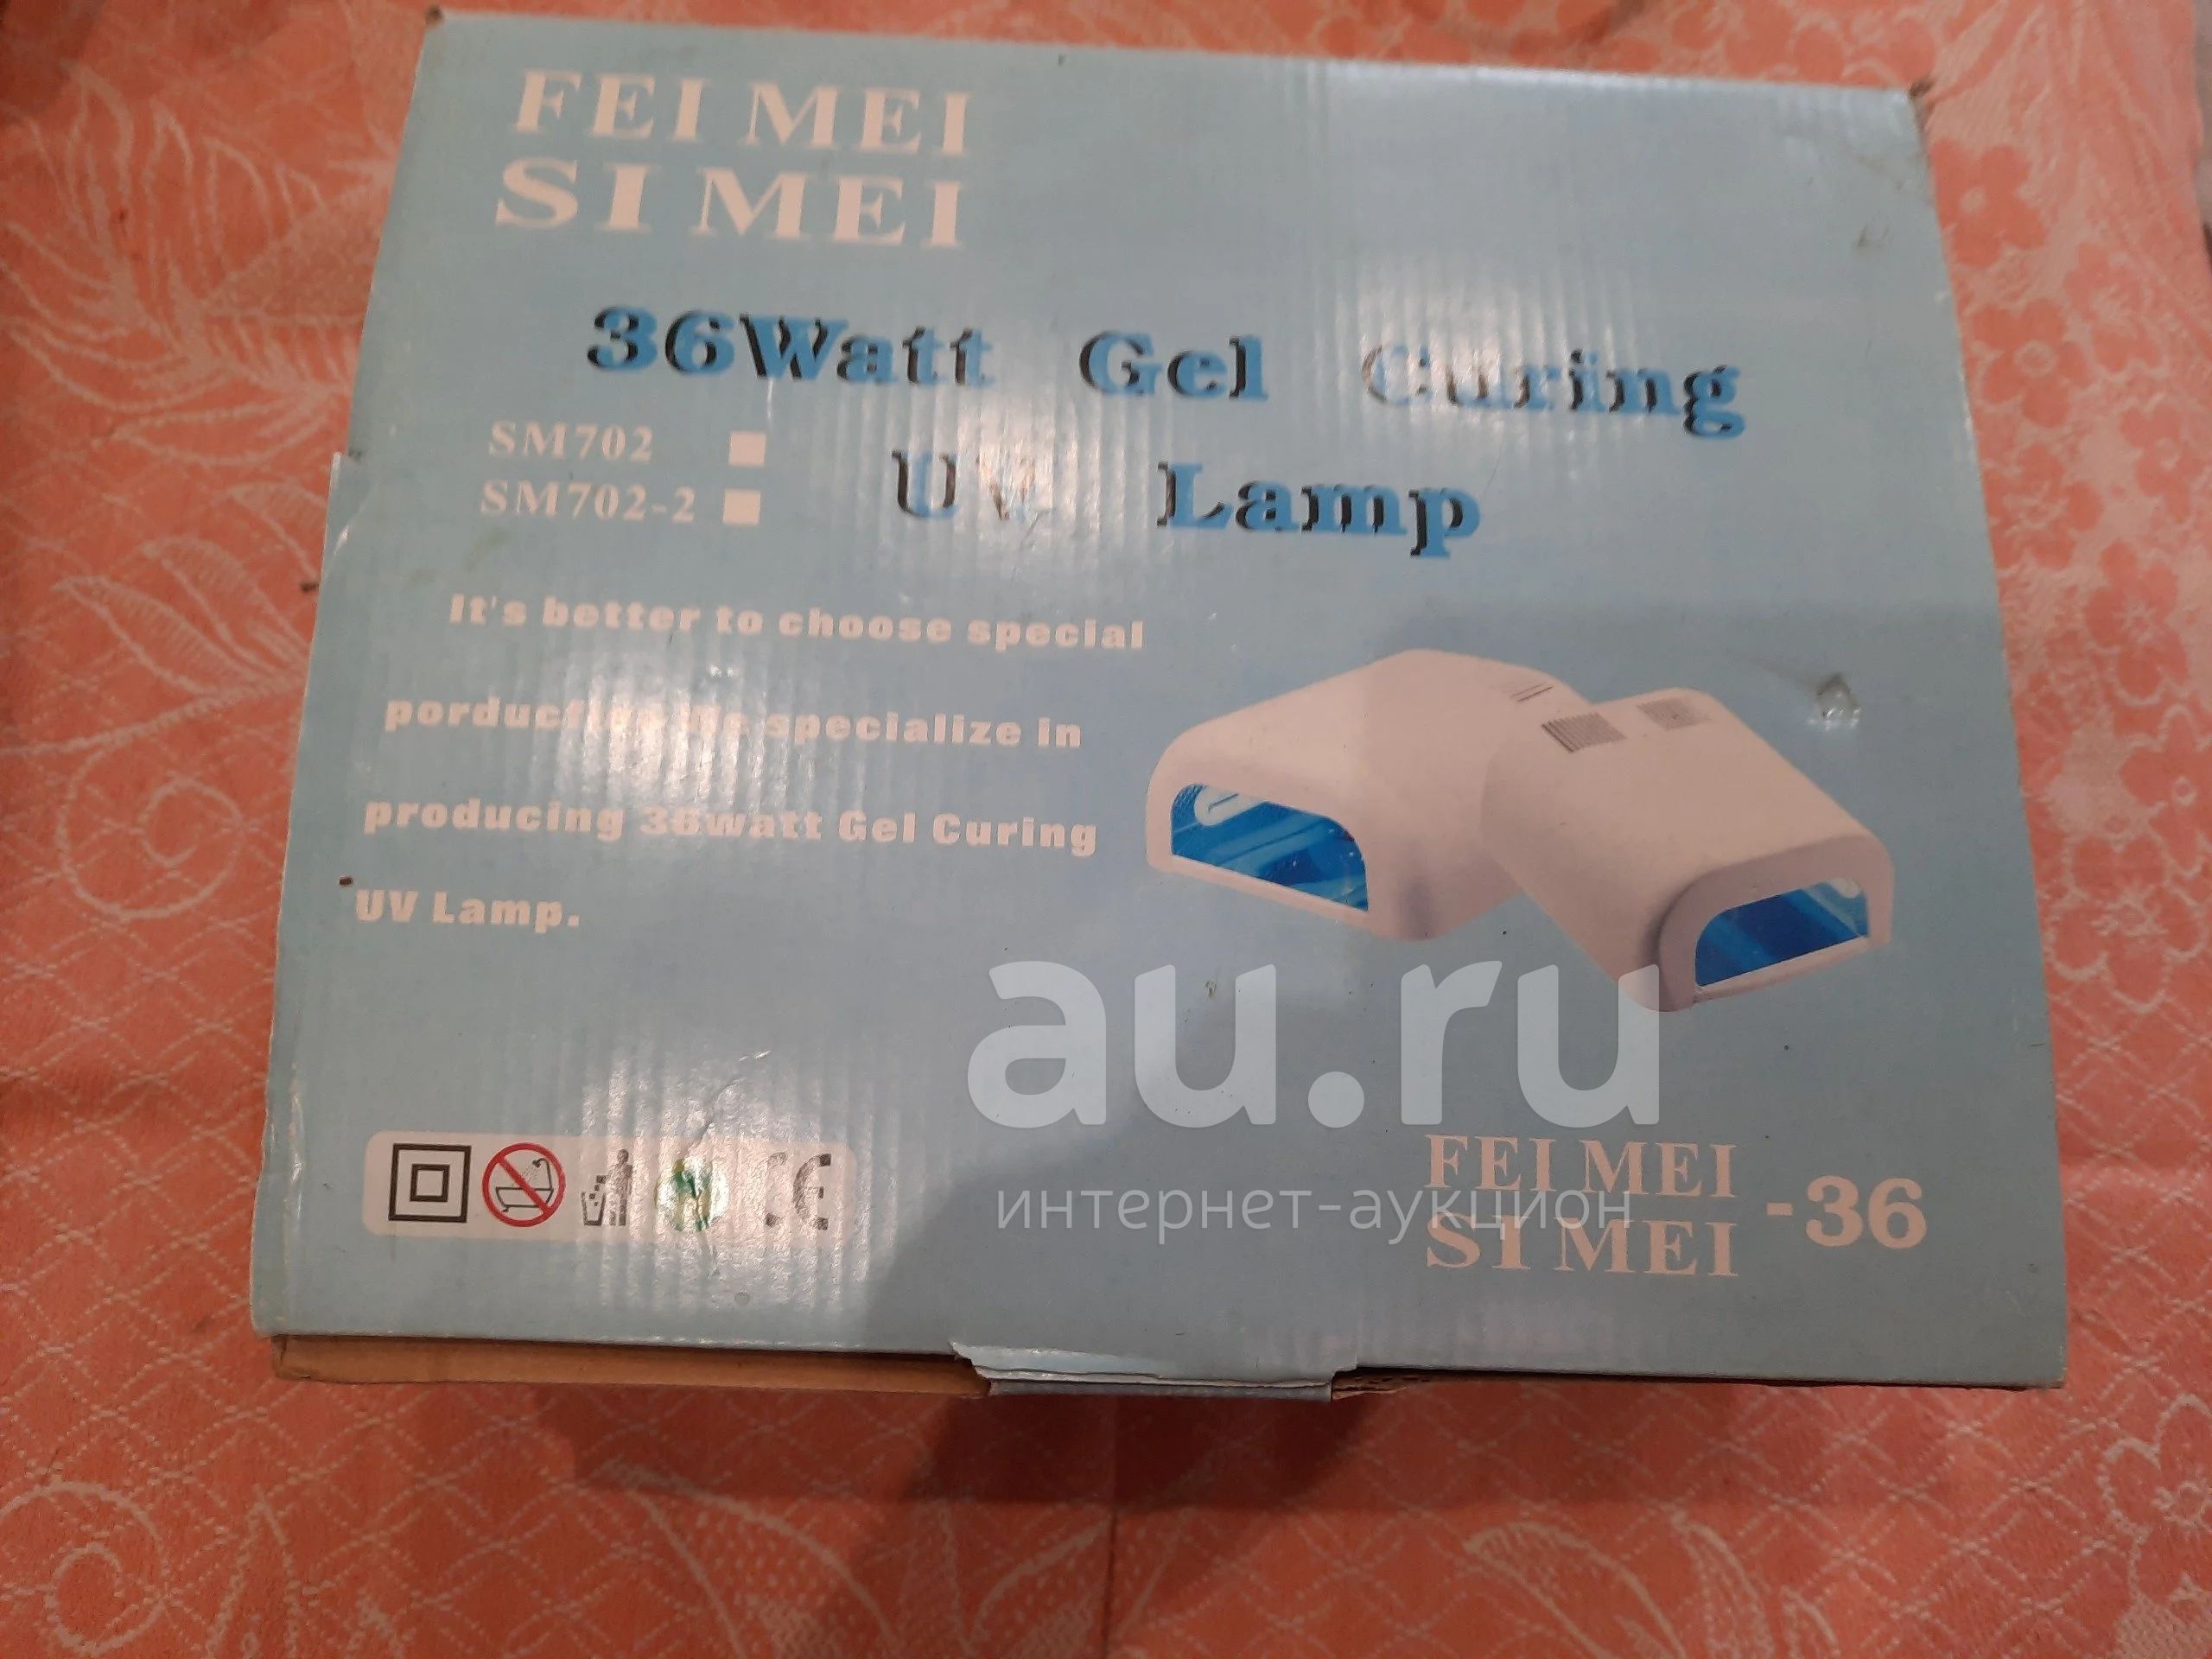 FEI MEI
SI MEI
36Watt Gel Curing
SM702
UV Lamp
SM702-2
It's better to choose special
specialize in
producing 36watt Gel Curing
UV Lamp.
au.ru
интернет-аукцион
CE
FEI MEI
SI MEI
-36